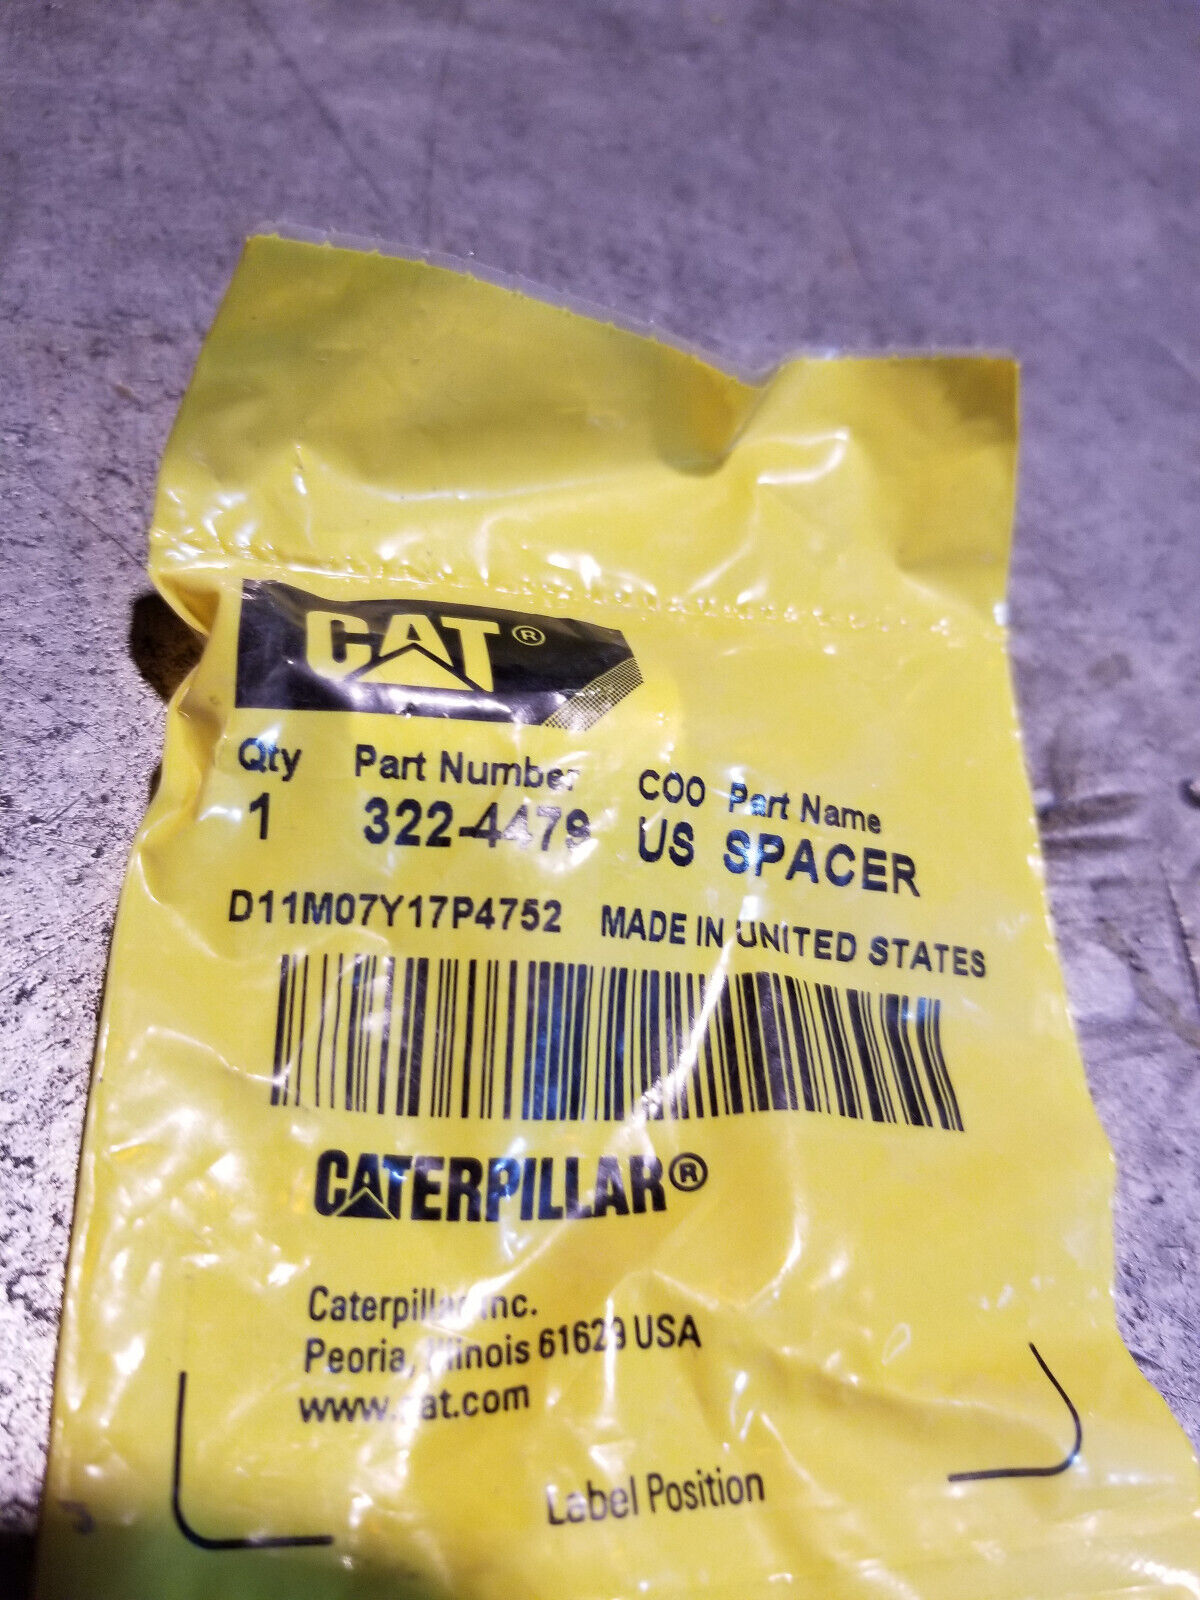 CAT®
Qty Part Number COO Part Name
1 322-4479 US SPACER
D11M07Y17P4752 MADE IN UNITED STATES
CATERPILLAR®
Caterpillar Inc.
Peoria, Illinois 61629 USA
www.cat.com
Label Position